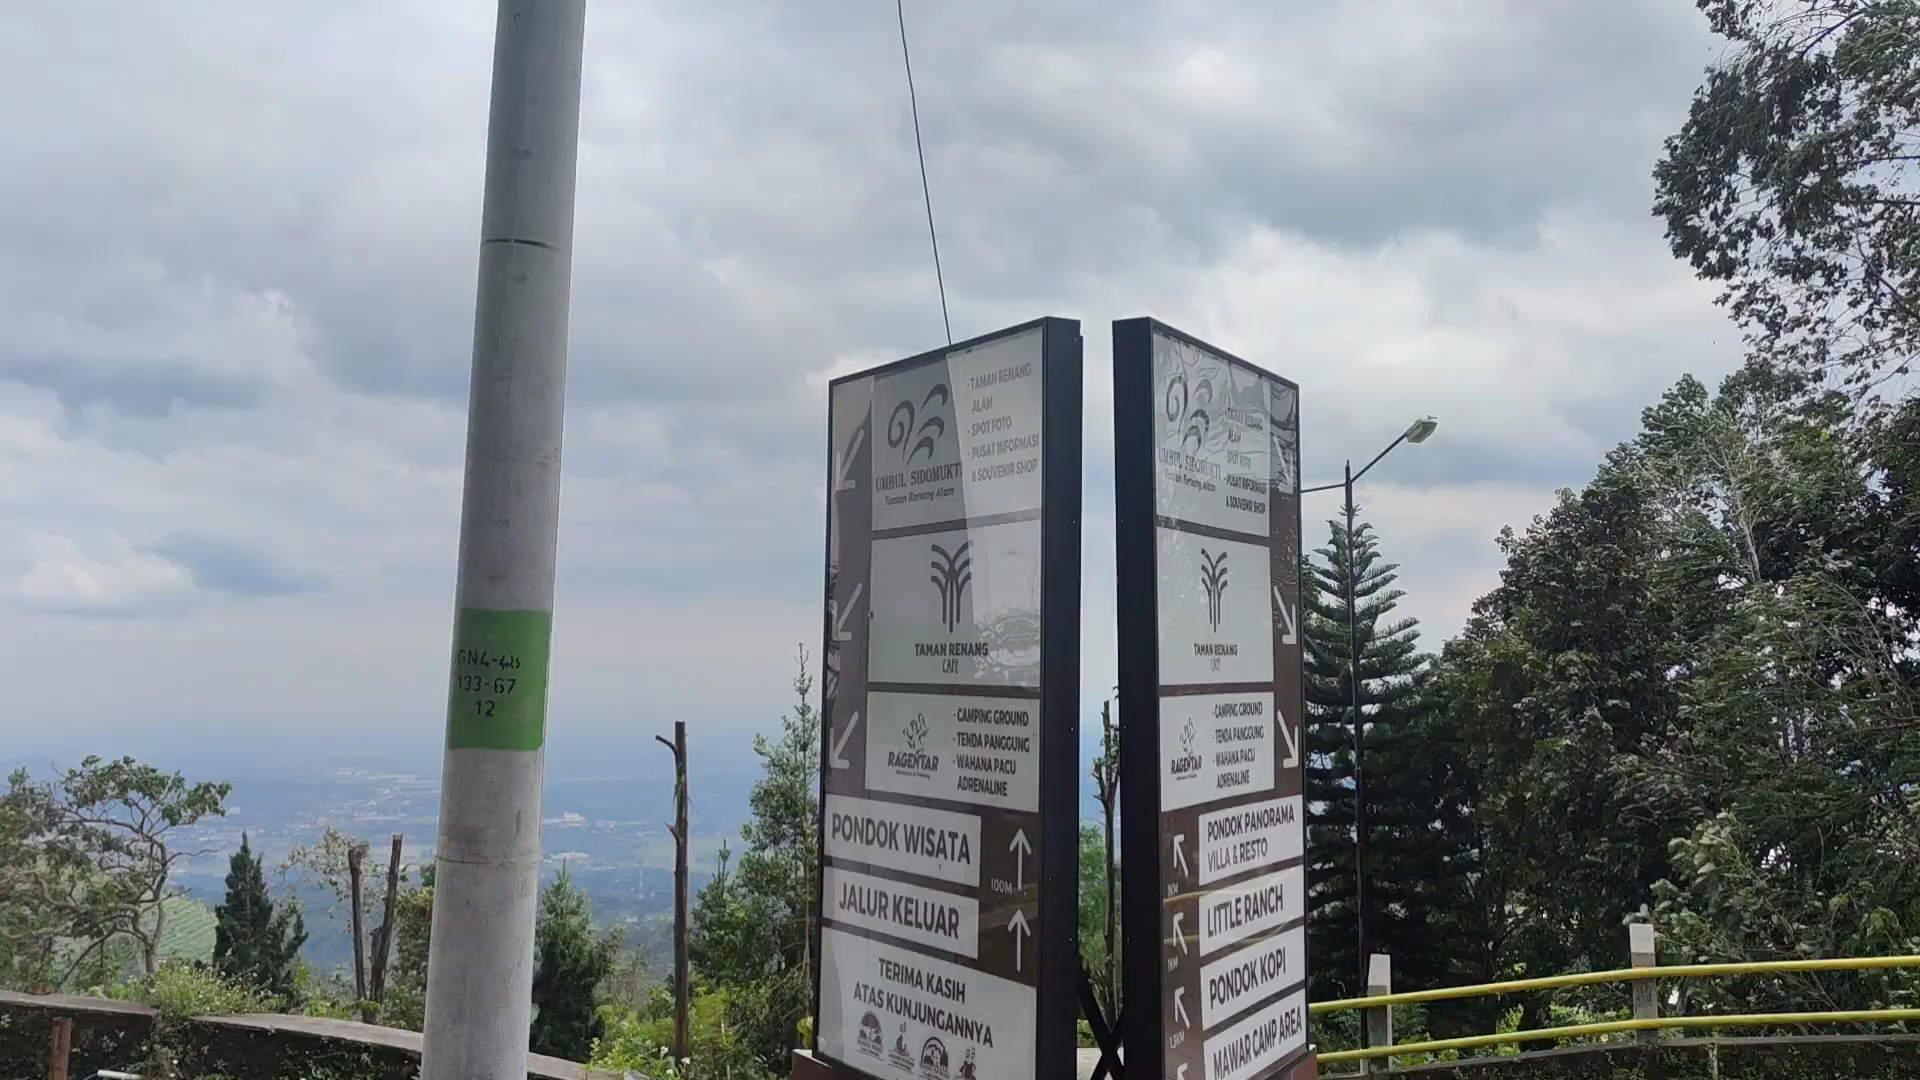 133-67
12
UMBUL SIDOMUKTI
Taman Renang Alam
- TAMAN RENANG
ALAM
- SPOT FOTO
- PUSAT INFORMASI
& SOUVENIR SHOP
TAMAN RENANG
CAFE
RAGENTAR
- CAMPING GROUND
- TENDA PANGGUNG
- WAHANA PACU
ADRENALINE
PONDOK WISATA
100M
JALUR KELUAR
TERIMA KASIH
ATAS KUNJUNGANNYA
UMBUL SIDOMUKTI
Taman Renang Alam
- TAMAN RENANG
ALAM
- SPOT FOTO
- PUSAT INFORMASI
& SOUVENIR SHOP
TAMAN RENANG
CAFE
RAGENTAR
- CAMPING GROUND
- TENDA PANGGUNG
- WAHANA PACU
ADRENALINE
PONDOK PANORAMA
VILLA & RESTO
LITTLE RANCH
1KM
PONDOK KOPI
1.5KM
MAWAR CAMP AREA